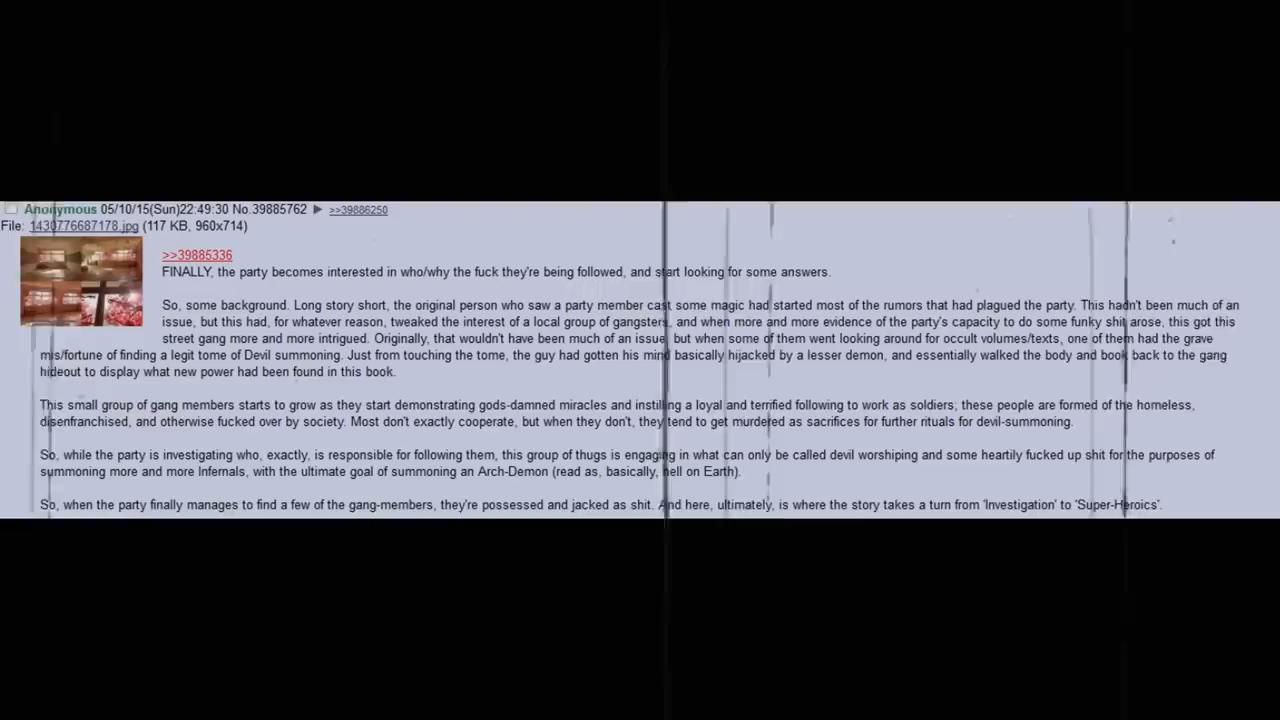 Anonymous 05/10/15(Sun)22:49:30 No.39885762 ▶ >>39886250
File: 1430776687178.jpg (117 KB, 960x714)
>>39885336
FINALLY, the party becomes interested in who/why the fuck they're being followed, and start looking for some answers.
So, some background. Long story short, the original person who saw a party member cast some magic had started most of the rumors that had plagued the party. This hadn't been much of an
issue, but this had, for whatever reason, tweaked the interest of a local group of gangsters, and when more and more evidence of the party's capacity to do some funky shit arose, this got this
street gang more and more intrigued. Originally, that wouldn't have been much of an issue, but when some of them went looking around for occult volumes/texts, one of them had the grave
mis/fortune of finding a legit tome of Devil summoning. Just from touching the tome, the guy had gotten his mind basically hijacked by a lesser demon, and essentially walked the body and book back to the gang
hideout to display what new power had been found in this book.
This small group of gang members starts to grow as they start demonstrating gods-damned miracles and instilling a loyal and terrified following to work as soldiers; these people are formed of the homeless,
disenfranchised, and otherwise fucked over by society. Most don't exactly cooperate, but when they don't, they tend to get murdered as sacrifices for further rituals for devil-summoning.
So, while the party is investigating who, exactly, is responsible for following them, this group of thugs is engaging in what can only be called devil worshiping and some heartily fucked up shit for the purposes of
summoning more and more Infernals, with the ultimate goal of summoning an Arch-Demon (read as, basically, hell on Earth).
So, when the party finally manages to find a few of the gang-members, they're possessed and jacked as shit. And here, ultimately, is where the story takes a turn from 'Investigation' to 'Super-Heroics'.